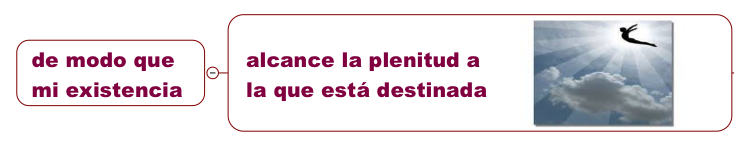 de modo que
mi existencia
alcance la plenitud a
la que está destinada